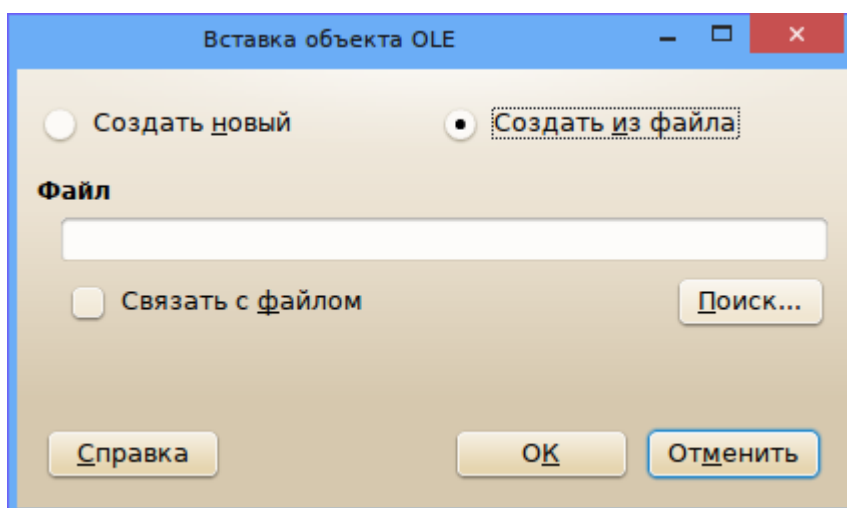 Вставка объекта OLE
Создать новый Создать из файла
Файл
Связать с файлом Поиск...
Справка OK Отменить